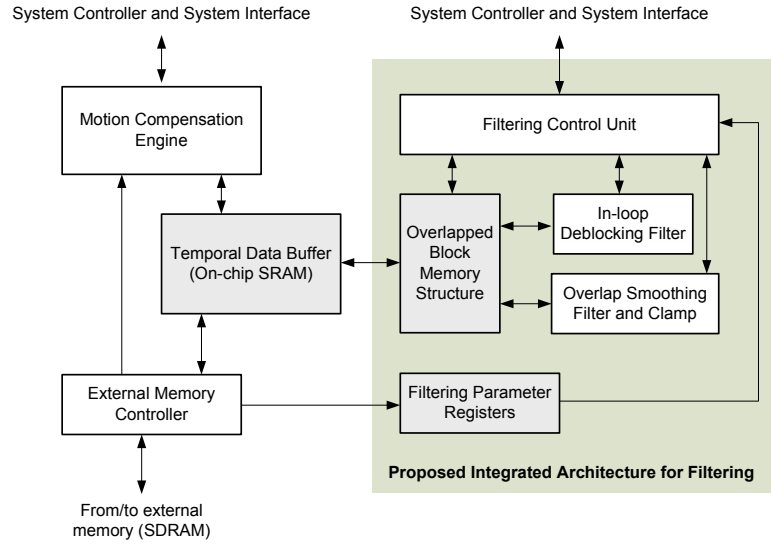 System Controller and System Interface
System Controller and System Interface
Motion Compensation
Engine
Filtering Control Unit
Temporal Data Buffer
(On-chip SRAM)
Overlapped
Block
Memory
Structure
In-loop
Deblocking Filter
Overlap Smoothing
Filter and Clamp
External Memory
Controller
Filtering Parameter
Registers
Proposed Integrated Architecture for Filtering
From/to external
memory (SDRAM)